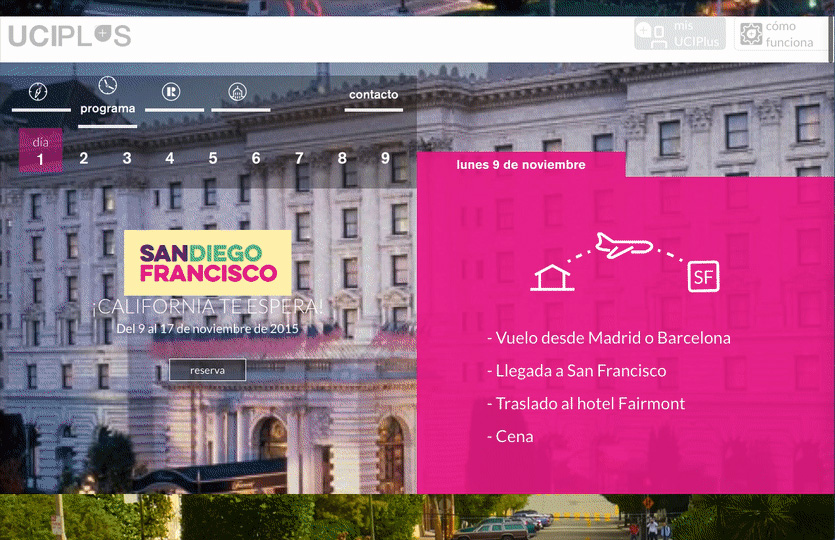 UCIPLUS
mis
UCIPlus
cómo
funciona
programa
contacto
día
1 2 3 4 5 6 7 8 9
lunes 9 de noviembre
SANDIEGO
FRANCISCO
¡CALIFORNIA TE ESPERA!
Del 9 al 17 de noviembre de 2015
reserva
SF
- Vuelo desde Madrid o Barcelona
- Llegada a San Francisco
- Traslado al hotel Fairmont
- Cena